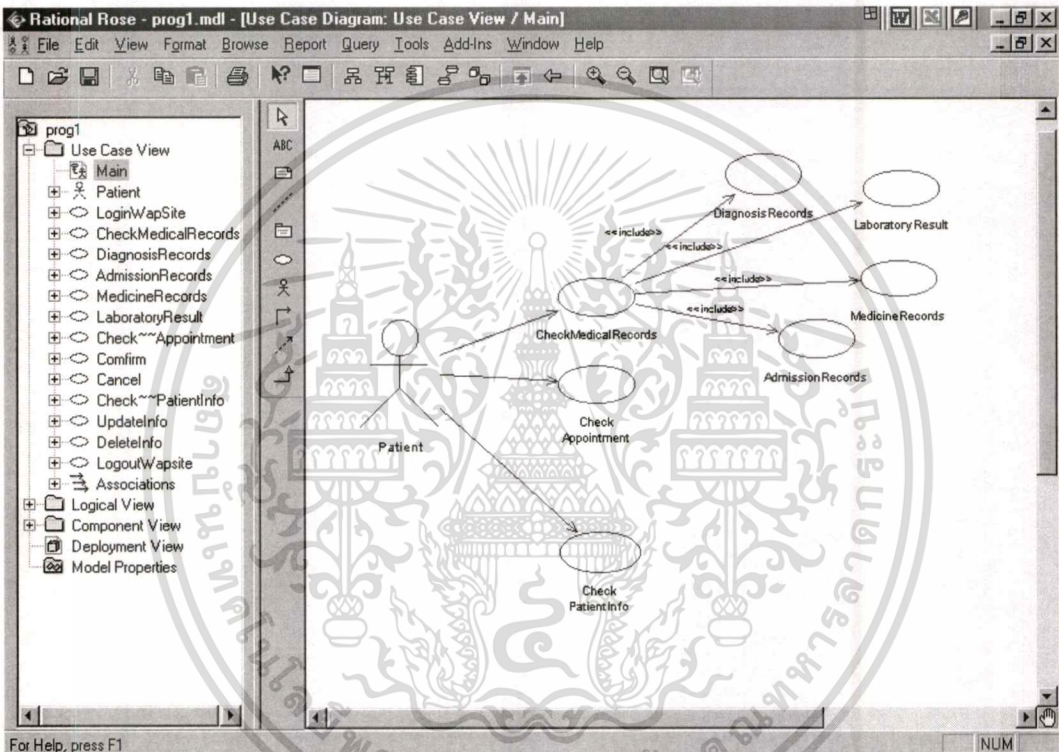 Rational Rose - prog1.mdl - [Use Case Diagram: Use Case View / Main]
File Edit View Format Browse Report Query Tools Add-Ins Window Help
prog1
Use Case View
Main
Patient
LoginWapSite
CheckMedicalRecords
DiagnosisRecords
AdmissionRecords
MedicineRecords
LaboratoryResult
Check~~Appointment
Comfirm
Cancel
Check~~PatientInfo
UpdateInfo
DeleteInfo
LogoutWapsite
Associations
Logical View
Component View
Deployment View
Model Properties
ABC
Diagnosis Records
Laboratory Result
<<include>>
<<include>>
<<include>>
<<include>>
Medicine Records
CheckMedicalRecords
Admission Records
Check
Appointment
Patient
Check
PatientInfo
For Help, press F1
NUM